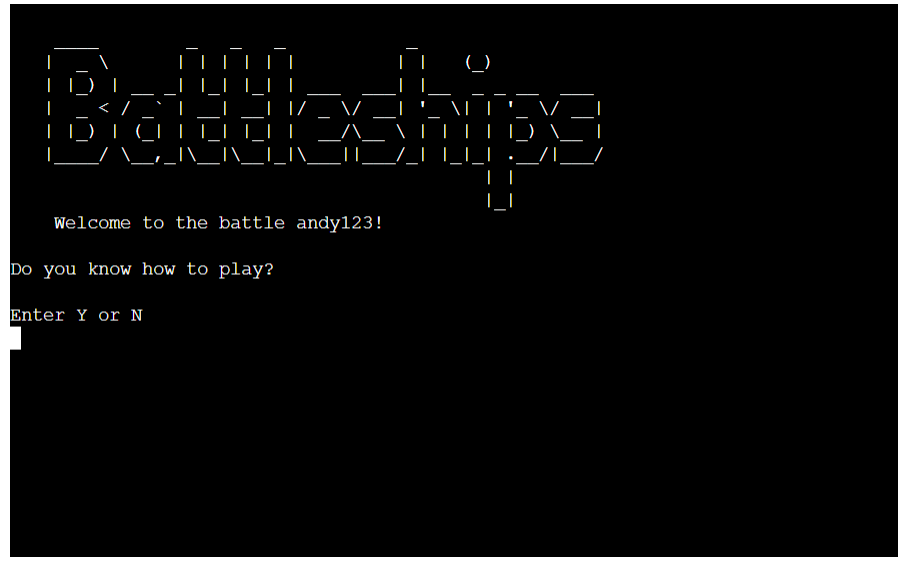 Battleships
Welcome to the battle andy123!
Do you know how to play?
Enter Y or N